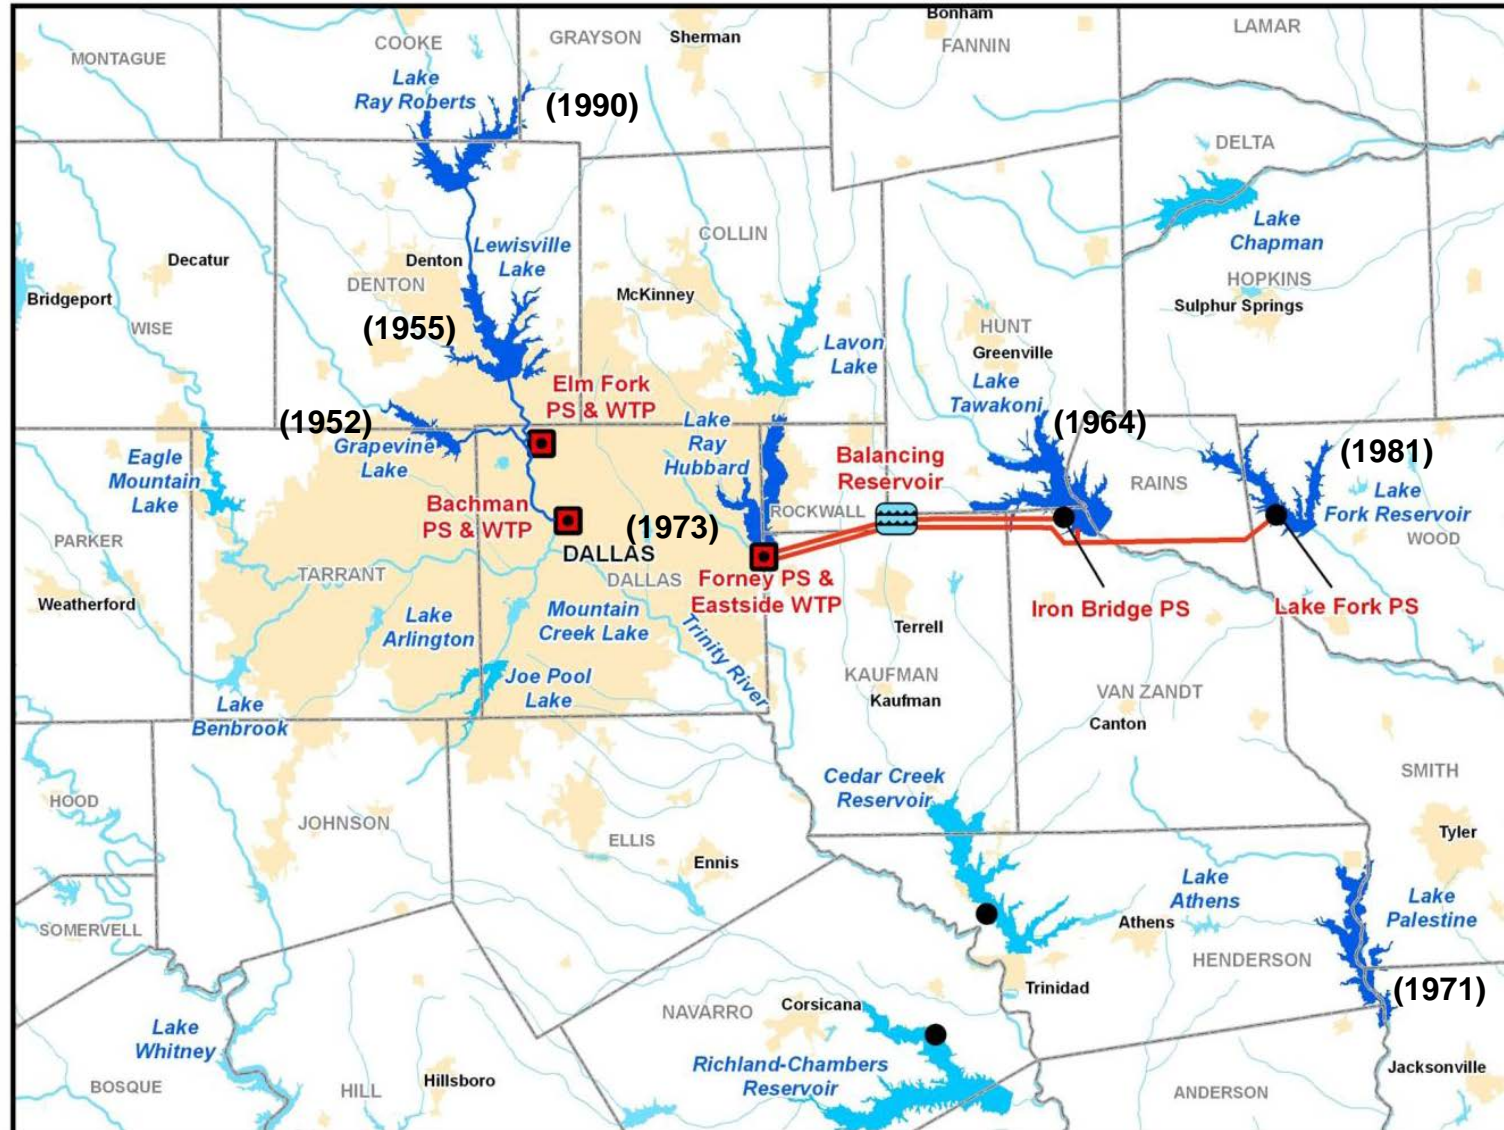 Bonham
COOKE
GRAYSON
Sherman
FANNIN
LAMAR
MONTAGUE
Lake
Ray Roberts
(1990)
DELTA
Lake
Chapman
COLLIN
Lewisville
Lake
Decatur
Denton
DENTON
McKinney
HOPKINS
Sulphur Springs
Bridgeport
WISE
(1955)
HUNT
Greenville
Lavon
Lake
Lake
Tawakoni
Elm Fork
PS & WTP
(1952)
Grapevine
Lake
Lake
Ray
Hubbard
(1964)
Balancing
Reservoir
(1981)
Eagle
Mountain
Lake
RAINS
Lake
Fork Reservoir
Bachman
PS & WTP
(1973)
ROCKWALL
WOOD
PARKER
DALLAS
TARRANT
DALLAS
Forney PS &
Eastside WTP
Weatherford
Lake
Arlington
Mountain
Creek Lake
Iron Bridge PS
Lake Fork PS
Terrell
Trinity River
Joe Pool
Lake
KAUFMAN
Kaufman
VAN ZANDT
Canton
Lake
Benbrook
Cedar Creek
Reservoir
SMITH
HOOD
JOHNSON
ELLIS
Tyler
Ennis
Lake
Athens
Lake
Palestine
SOMERVELL
Athens
HENDERSON
Trinidad
(1971)
NAVARRO
Corsicana
Lake
Whitney
Richland-Chambers
Reservoir
Jacksonville
BOSQUE
HILL
Hillsboro
ANDERSON